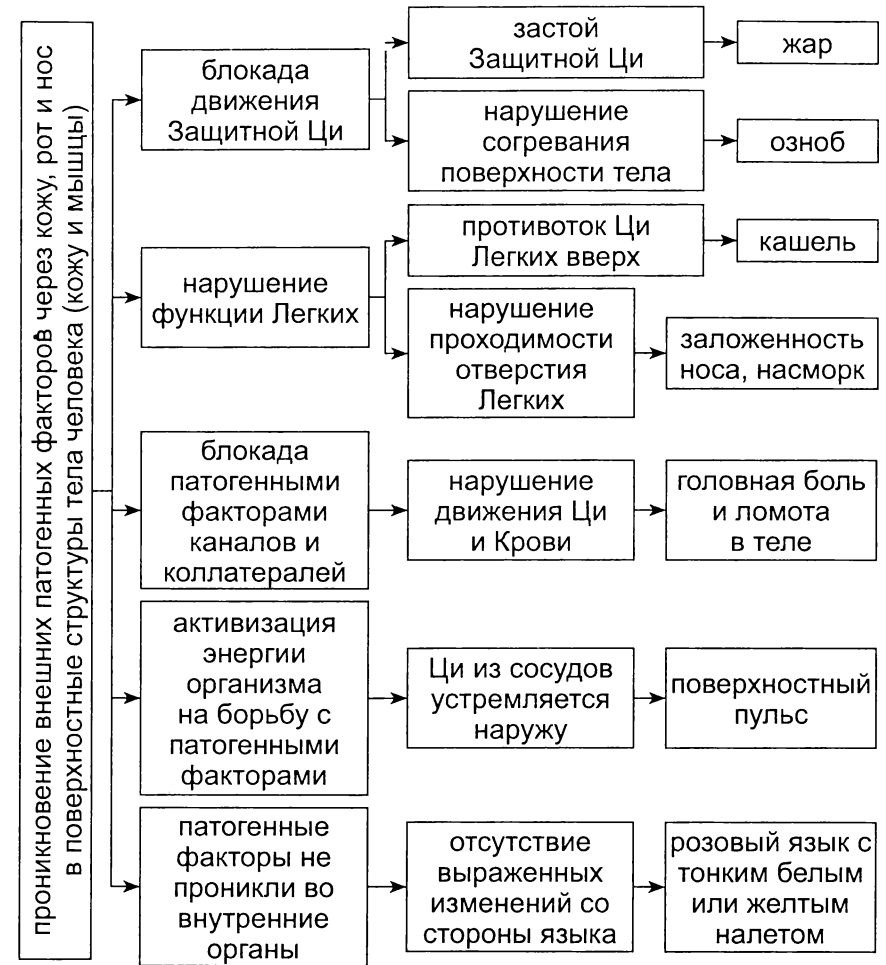 проникновение внешних патогенных факторов через кожу, рот и нос
в поверхностные структуры тела человека (кожу и мышцы)
блокада
движения
Защитной Ци
застой
Защитной Ци
жар
нарушение
согревания
поверхности тела
озноб
нарушение
функции Легких
противоток Ци
Легких вверх
кашель
нарушение
проходимости
отверстия
Легких
заложенность
носа, насморк
блокада
патогенными
факторами
каналов и
коллатералей
нарушение
движения Ци
и Крови
головная боль
и ломота
в теле
активизация
энергии
организма
на борьбу с
патогенными
факторами
Ци из сосудов
устремляется
наружу
поверхностный
пульс
патогенные
факторы не
проникли во
внутренние
органы
отсутствие
выраженных
изменений со
стороны языка
розовый язык с
тонким белым
или желтым
налетом